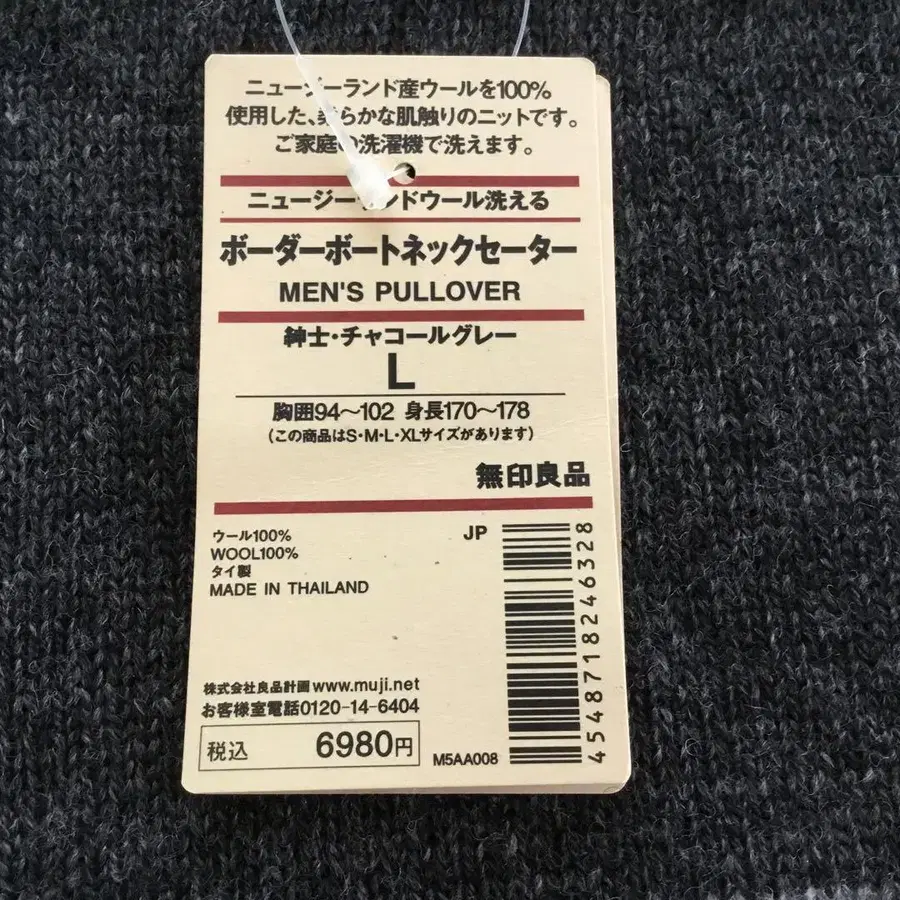 ニュージーランド産ウールを100%
使用した、柔らかな肌触りのニットです。
ご家庭の洗濯機で洗えます。
ニュージーランドウール洗える
ボーダーボートネックセーター
MEN'S PULLOVER
紳士・チャコールグレー
L
胸囲94〜102 身長170〜178
(この商品はS・M・L・XLサイズがあります)
無印良品
ウール100%
WOOL100%
タイ製
MADE IN THAILAND
JP
4548718246328
株式会社良品計画 www.muji.net
お客様室電話0120-14-6404
税込 6980円
M5AA008